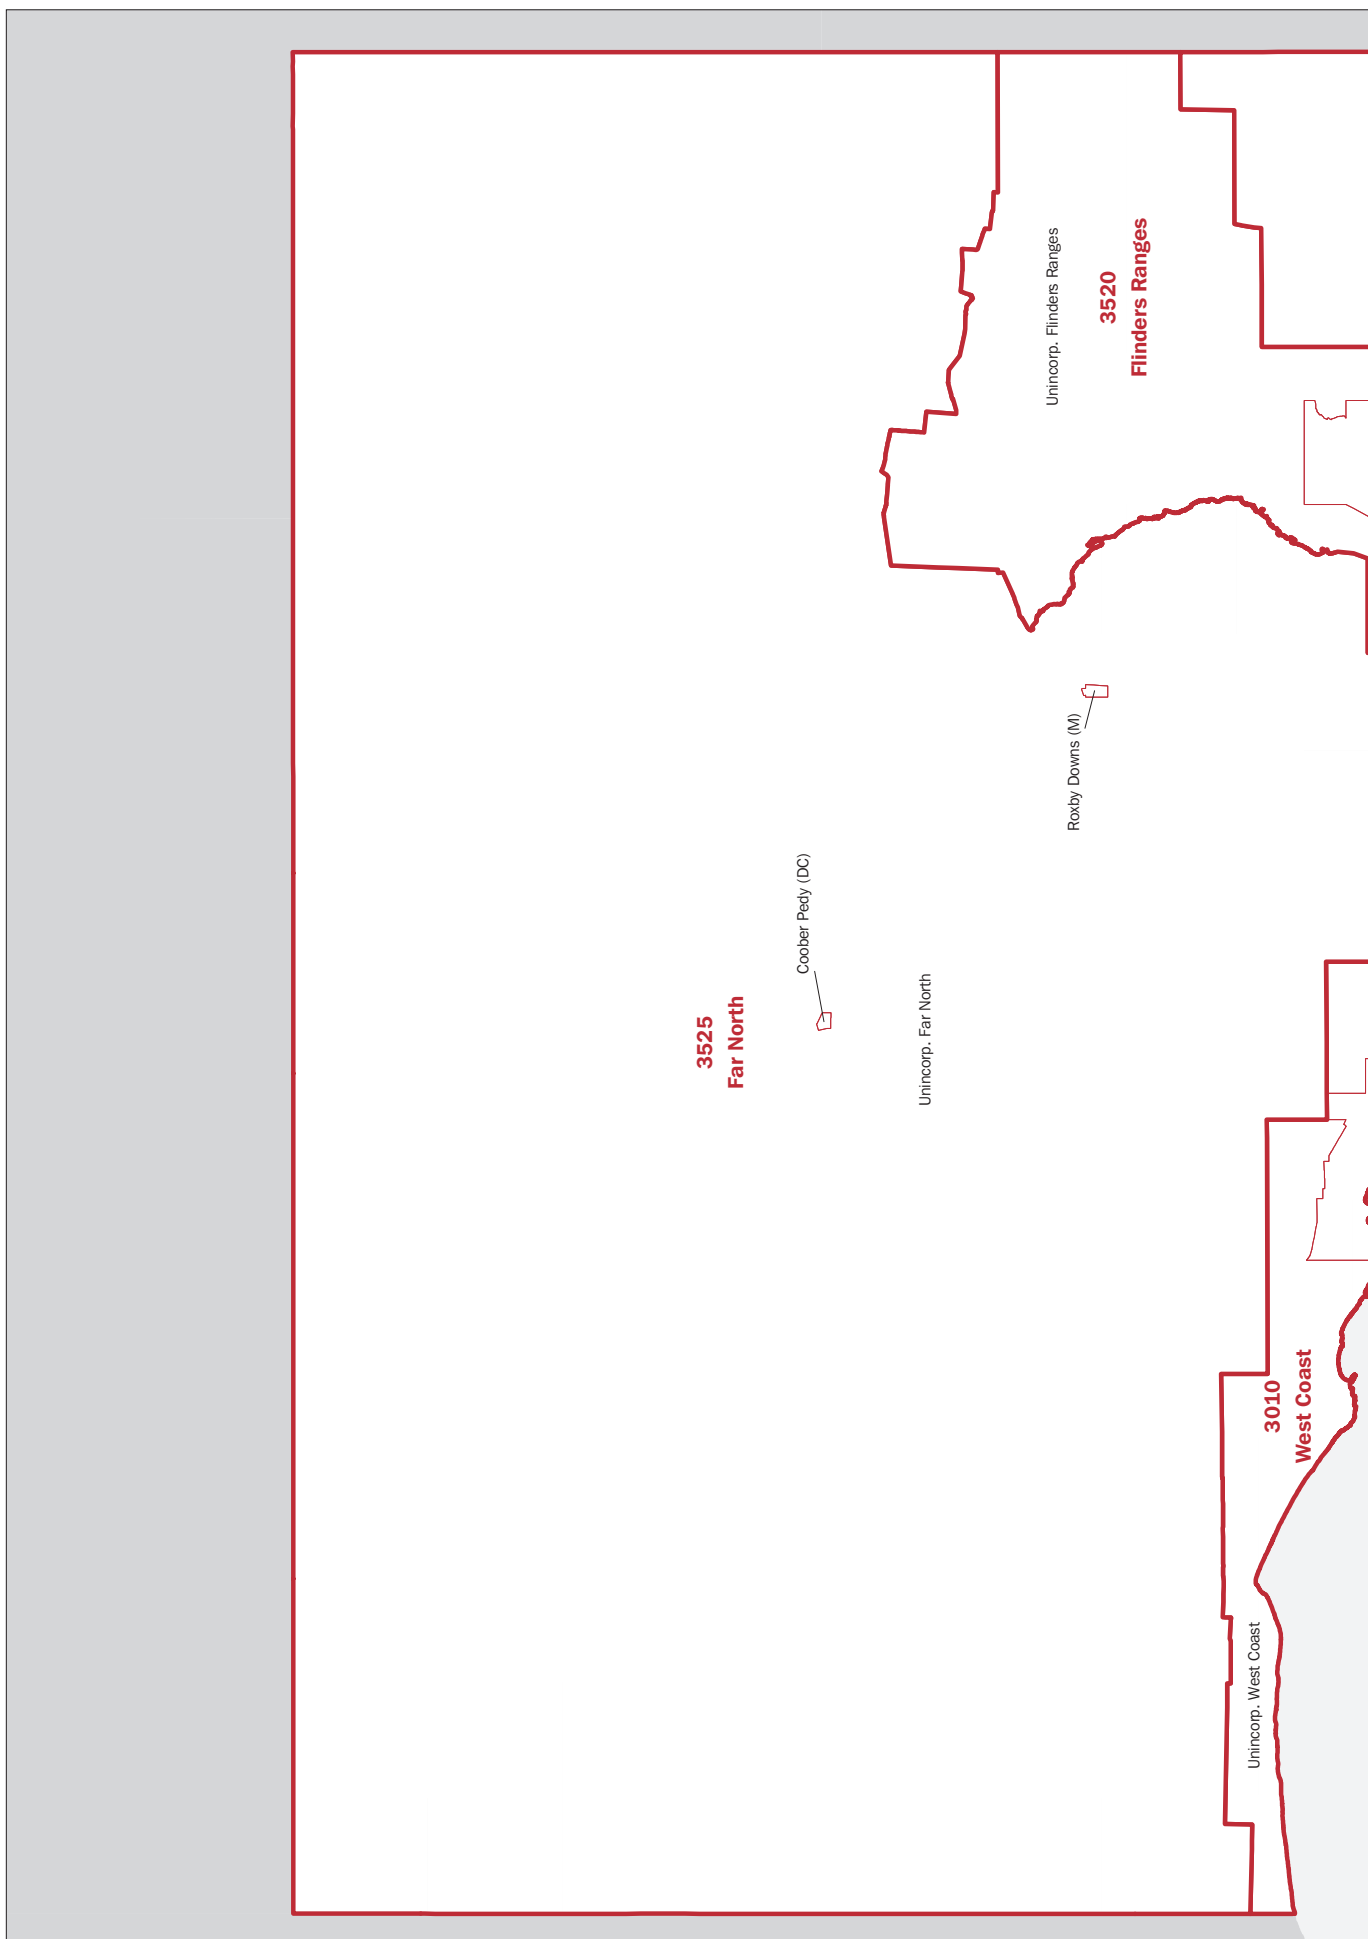 3525
Far North
Coober Pedy (DC)
Unincorp. Far North
Roxby Downs (M)
Unincorp. Flinders Ranges
3520
Flinders Ranges
Unincorp. West Coast
3010
West Coast